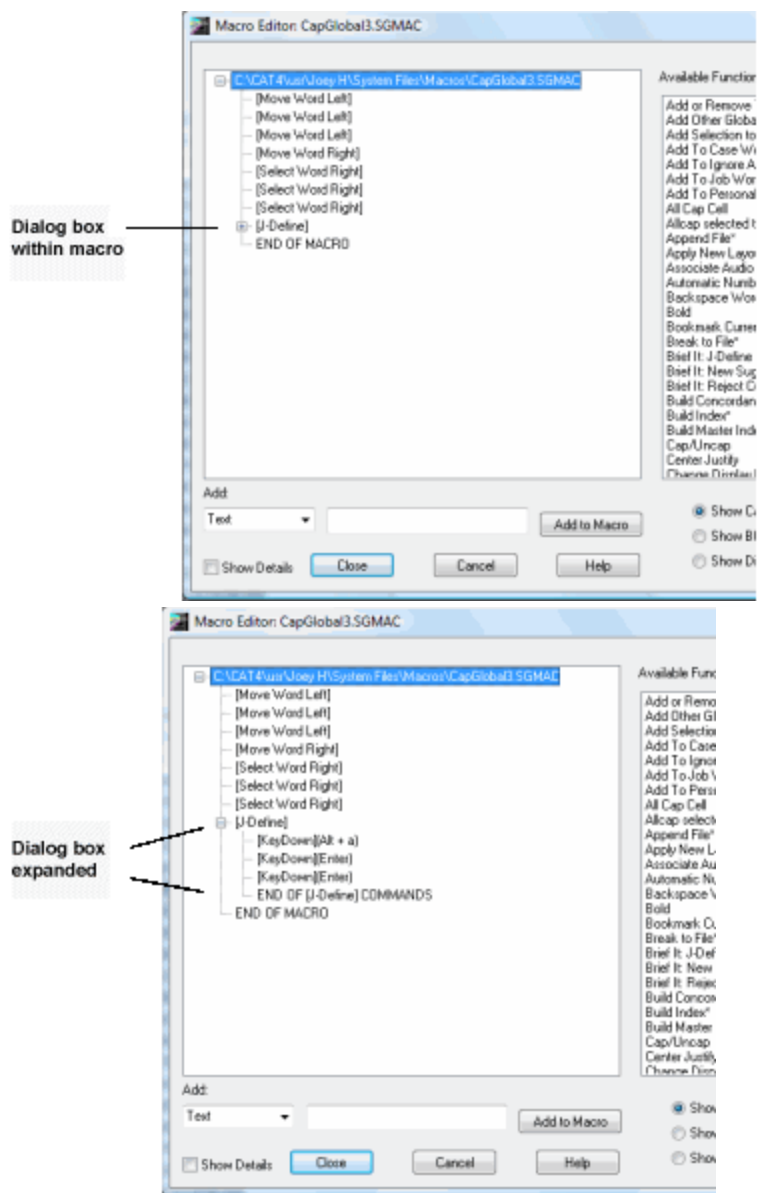 Macro Editor: CapGlobal3.SGMAC
C:\CAT4\usr\Joey H\System Files\Macros\CapGlobal3.SGMAC
[Move Word Left]
[Move Word Left]
[Move Word Left]
[Move Word Right]
[Select Word Right]
[Select Word Right]
[Select Word Right]
[J-Define]
END OF MACRO
Dialog box
within macro
Available Function
Add or Remove
Add Other Globa
Add Selection to
Add To Case Wo
Add To Ignore A
Add To Job Wor
Add To Personal
All Cap Cell
Allcap selected t
Append File*
Apply New Layo
Associate Audio
Automatic Numb
Backspace Wor
Bold
Bookmark Curren
Break to File*
Brief It: J-Define
Brief It: New Sug
Brief It: Reject C
Build Concordan
Build Index*
Build Master Inde
Cap/Uncap
Center Justify
Change Display
Add:
Text
Add to Macro
Show Details
Close
Cancel
Help
Show C
Show Bl
Show Di
Macro Editor: CapGlobal3.SGMAC
C:\CAT4\usr\Joey H\System Files\Macros\CapGlobal3.SGMAC
[Move Word Left]
[Move Word Left]
[Move Word Left]
[Move Word Right]
[Select Word Right]
[Select Word Right]
[Select Word Right]
[J-Define]
[KeyDown](Alt + a)
[KeyDown](Enter)
[KeyDown](Enter)
END OF [J-Define] COMMANDS
END OF MACRO
Dialog box
expanded
Available Func
Add or Remo
Add Other Gl
Add Selection
Add To Case
Add To Ignor
Add To Job W
Add To Pers
All Cap Cell
Allcap select
Append File*
Apply New L
Associate Au
Automatic Nu
Backspace W
Bold
Bookmark Cu
Break to File*
Brief It: J-Def
Brief It: New
Brief It: Rejec
Build Concor
Build Index*
Build Master
Cap/Uncap
Center Justify
Change Disp
Add:
Text
Add to Macro
Show Details
Close
Cancel
Help
Show
Show
Show